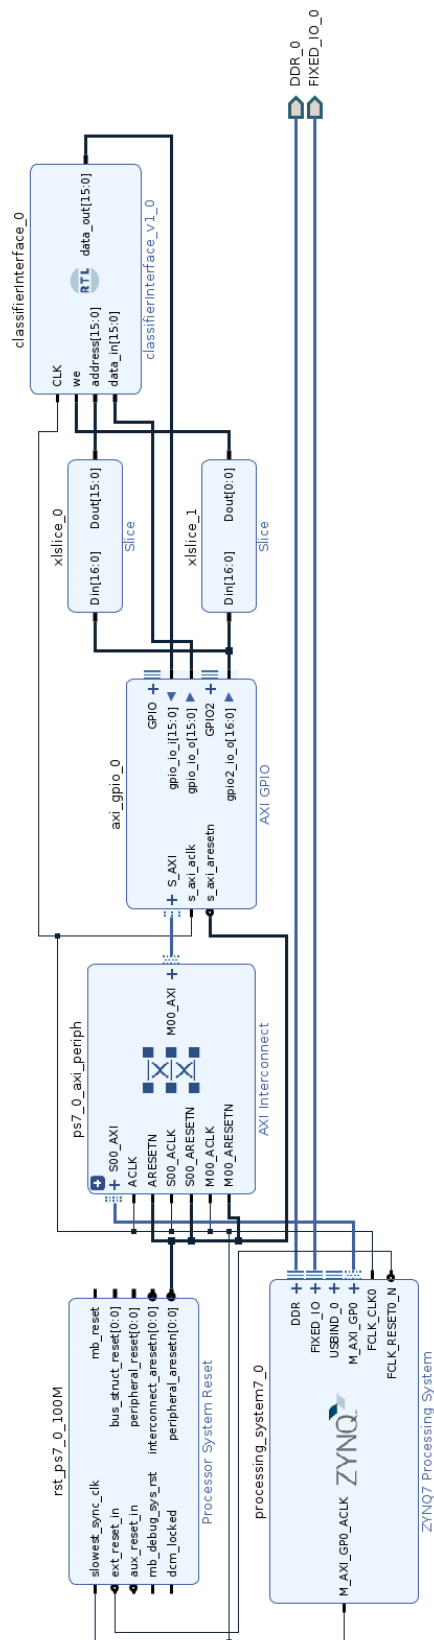 rst_ps7_0_100M
slowest_sync_clk
ext_reset_in
aux_reset_in
mb_debug_sys_rst
dcm_locked
mb_reset
bus_struct_reset[0:0]
peripheral_reset[0:0]
interconnect_aresetn[0:0]
peripheral_aresetn[0:0]
Processor System Reset
processing_system7_0
M_AXI_GP0_ACLK
ZYNQ
DDR
FIXED_IO
USBIND_0
M_AXI_GP0
FCLK_CLK0
FCLK_RESET0_N
ZYNQ7 Processing System
ps7_0_axi_periph
S00_AXI
ACLK
ARESETN
S00_ACLK
S00_ARESETN
M00_ACLK
M00_ARESETN
M00_AXI
AXI Interconnect
axi_gpio_0
S_AXI
s_axi_aclk
s_axi_aresetn
GPIO
gpio_io_i[15:0]
gpio_io_o[15:0]
GPIO2
gpio2_io_o[16:0]
AXI GPIO
xlslice_0
Din[16:0]
Dout[15:0]
Slice
xlslice_1
Din[16:0]
Dout[0:0]
Slice
classifierInterface_0
CLK
we
address[15:0]
data_in[15:0]
RTL
data_out[15:0]
classifierInterface_v1_0
DDR_0
FIXED_IO_0